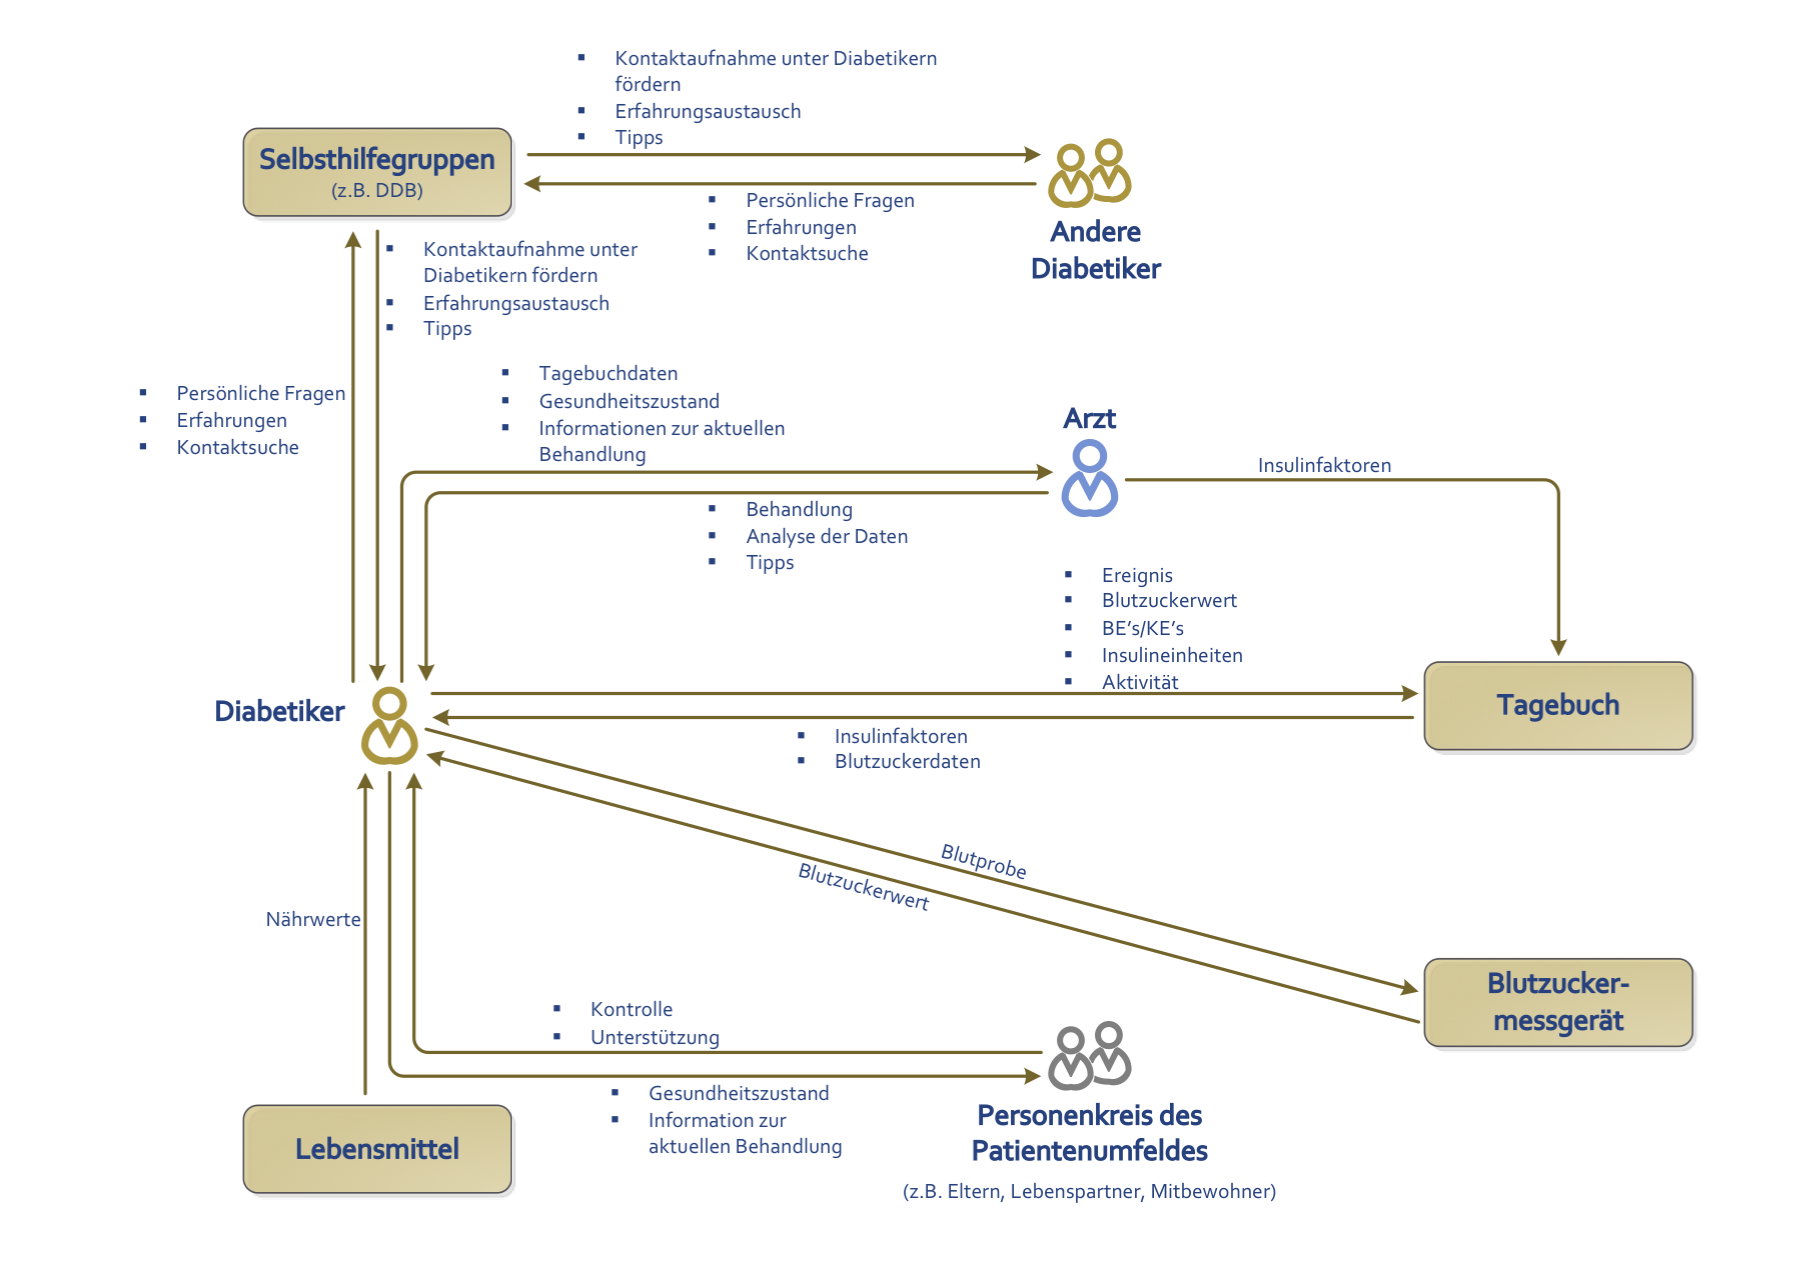 ▪ Kontaktaufnahme unter Diabetikern
fördern
▪ Erfahrungsaustausch
▪ Tipps
Selbsthilfegruppen
(z.B. DDB)
▪ Persönliche Fragen
▪ Erfahrungen
▪ Kontaktsuche
Andere
Diabetiker
▪ Kontaktaufnahme unter
Diabetikern fördern
▪ Erfahrungsaustausch
▪ Tipps
▪ Persönliche Fragen
▪ Erfahrungen
▪ Kontaktsuche
▪ Tagebuchdaten
▪ Gesundheitszustand
▪ Informationen zur aktuellen
Behandlung
Arzt
Insulinfaktoren
▪ Behandlung
▪ Analyse der Daten
▪ Tipps
▪ Ereignis
▪ Blutzuckerwert
▪ BE’s/KE’s
▪ Insulineinheiten
▪ Aktivität
Diabetiker
Tagebuch
▪ Insulinfaktoren
▪ Blutzuckerdaten
Blutprobe
Blutzuckerwert
Nährwerte
Blutzucker-
messgerät
▪ Kontrolle
▪ Unterstützung
▪ Gesundheitszustand
▪ Information zur
aktuellen Behandlung
Lebensmittel
Personenkreis des
Patientenumfeldes
(z.B. Eltern, Lebenspartner, Mitbewohner)